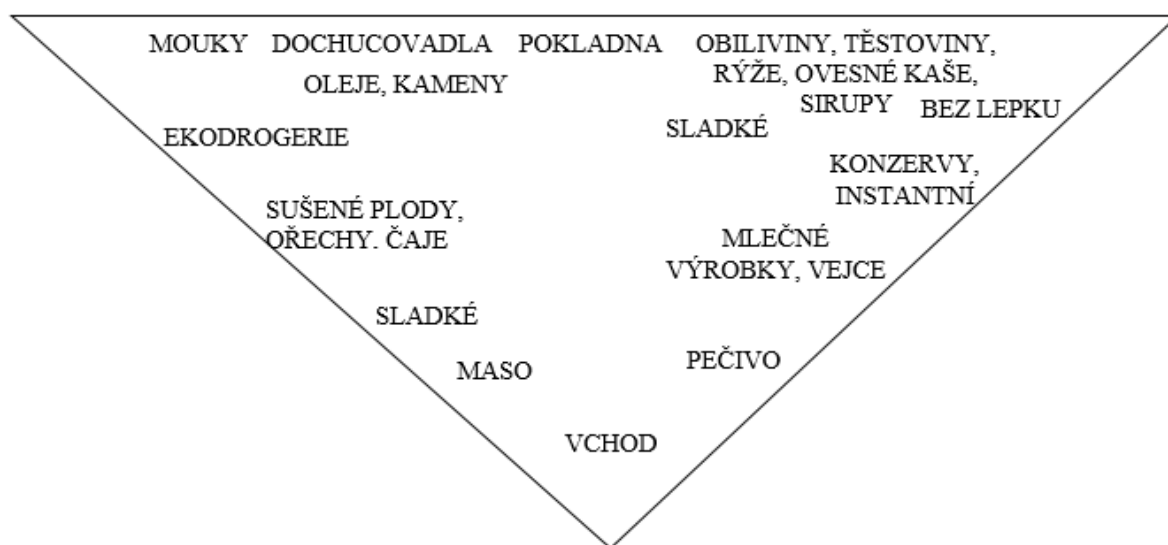 MOUKY DOCHUCOVADLA POKLADNA OBILIVINY, TĚSTOVINY,
RÝŽE, OVESNÉ KAŠE,
OLEJE, KAMENY
SIRUPY BEZ LEPKU
SLADKÉ
EKODROGERIE
KONZERVY,
INSTANTNÍ
SUŠENÉ PLODY,
OŘECHY. ČAJE
MLEČNÉ
VÝROBKY, VEJCE
SLADKÉ
MASO
PEČIVO
VCHOD